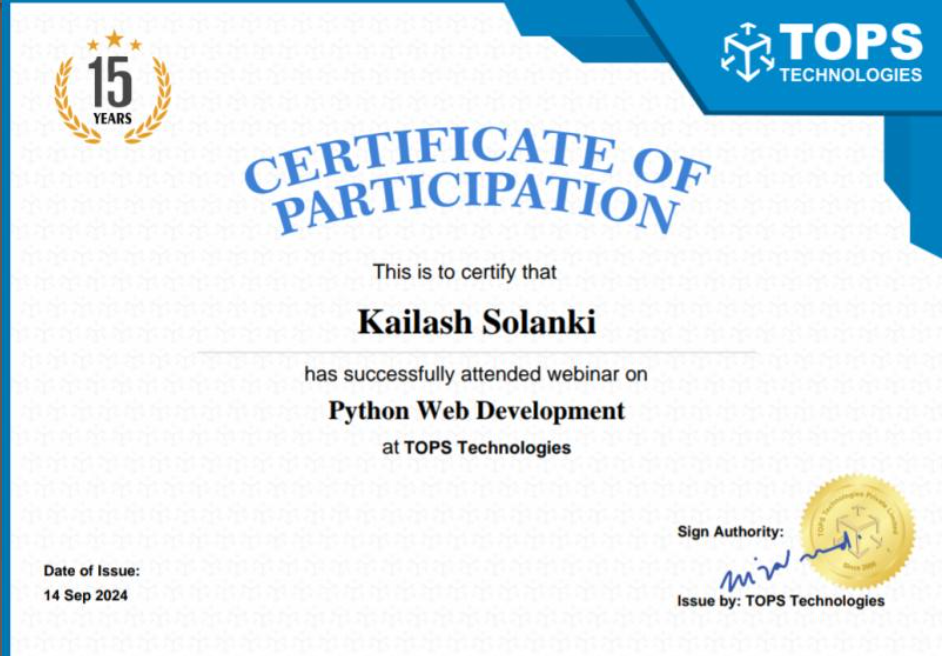 15
YEARS
TOPS
TECHNOLOGIES
CERTIFICATE OF
PARTICIPATION
This is to certify that
Kailash Solanki
has successfully attended webinar on
Python Web Development
at TOPS Technologies
Date of Issue:
14 Sep 2024
Sign Authority:
TOPS Technologies Private Limited
Issue by: TOPS Technologies